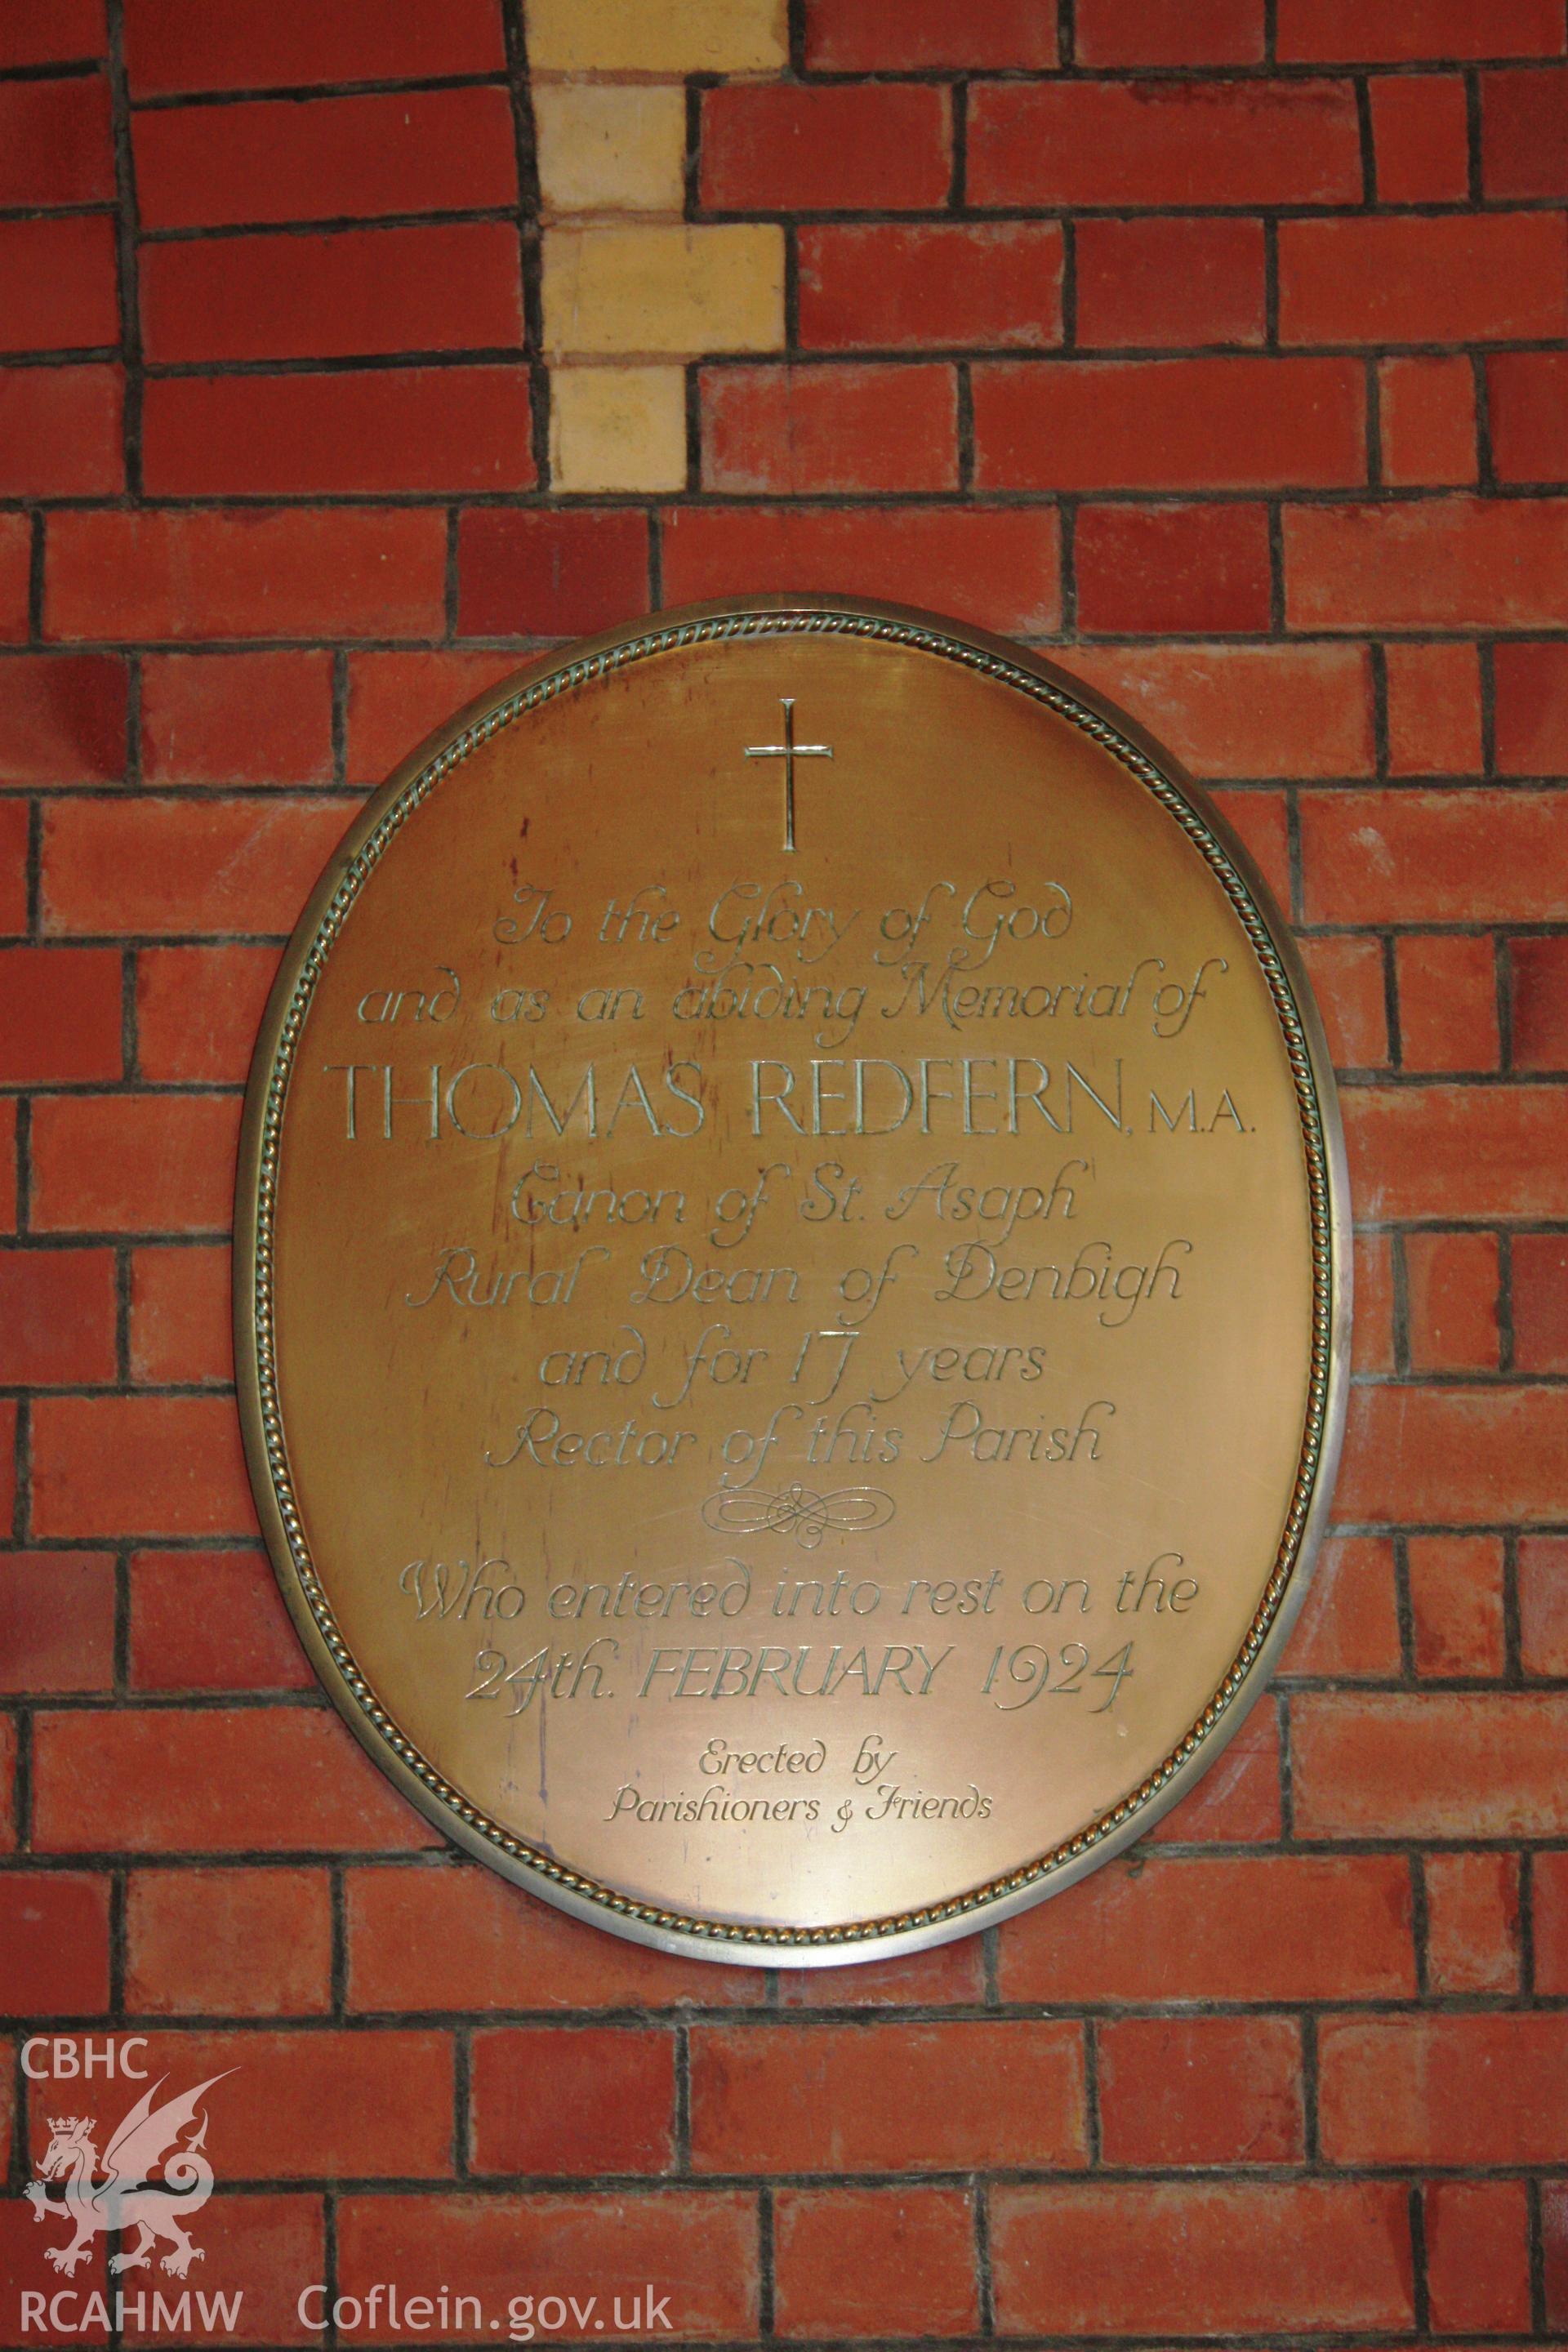 To the Glory of God
and as an abiding Memorial of
THOMAS REDFERN, M.A.
Canon of St. Asaph
Rural Dean of Denbigh
and for 17 years
Rector of this Parish
Who entered into rest on the
24th. FEBRUARY 1924
Erected by
Parishioners & Friends
CBHC
RCAHMW
Coflein.gov.uk